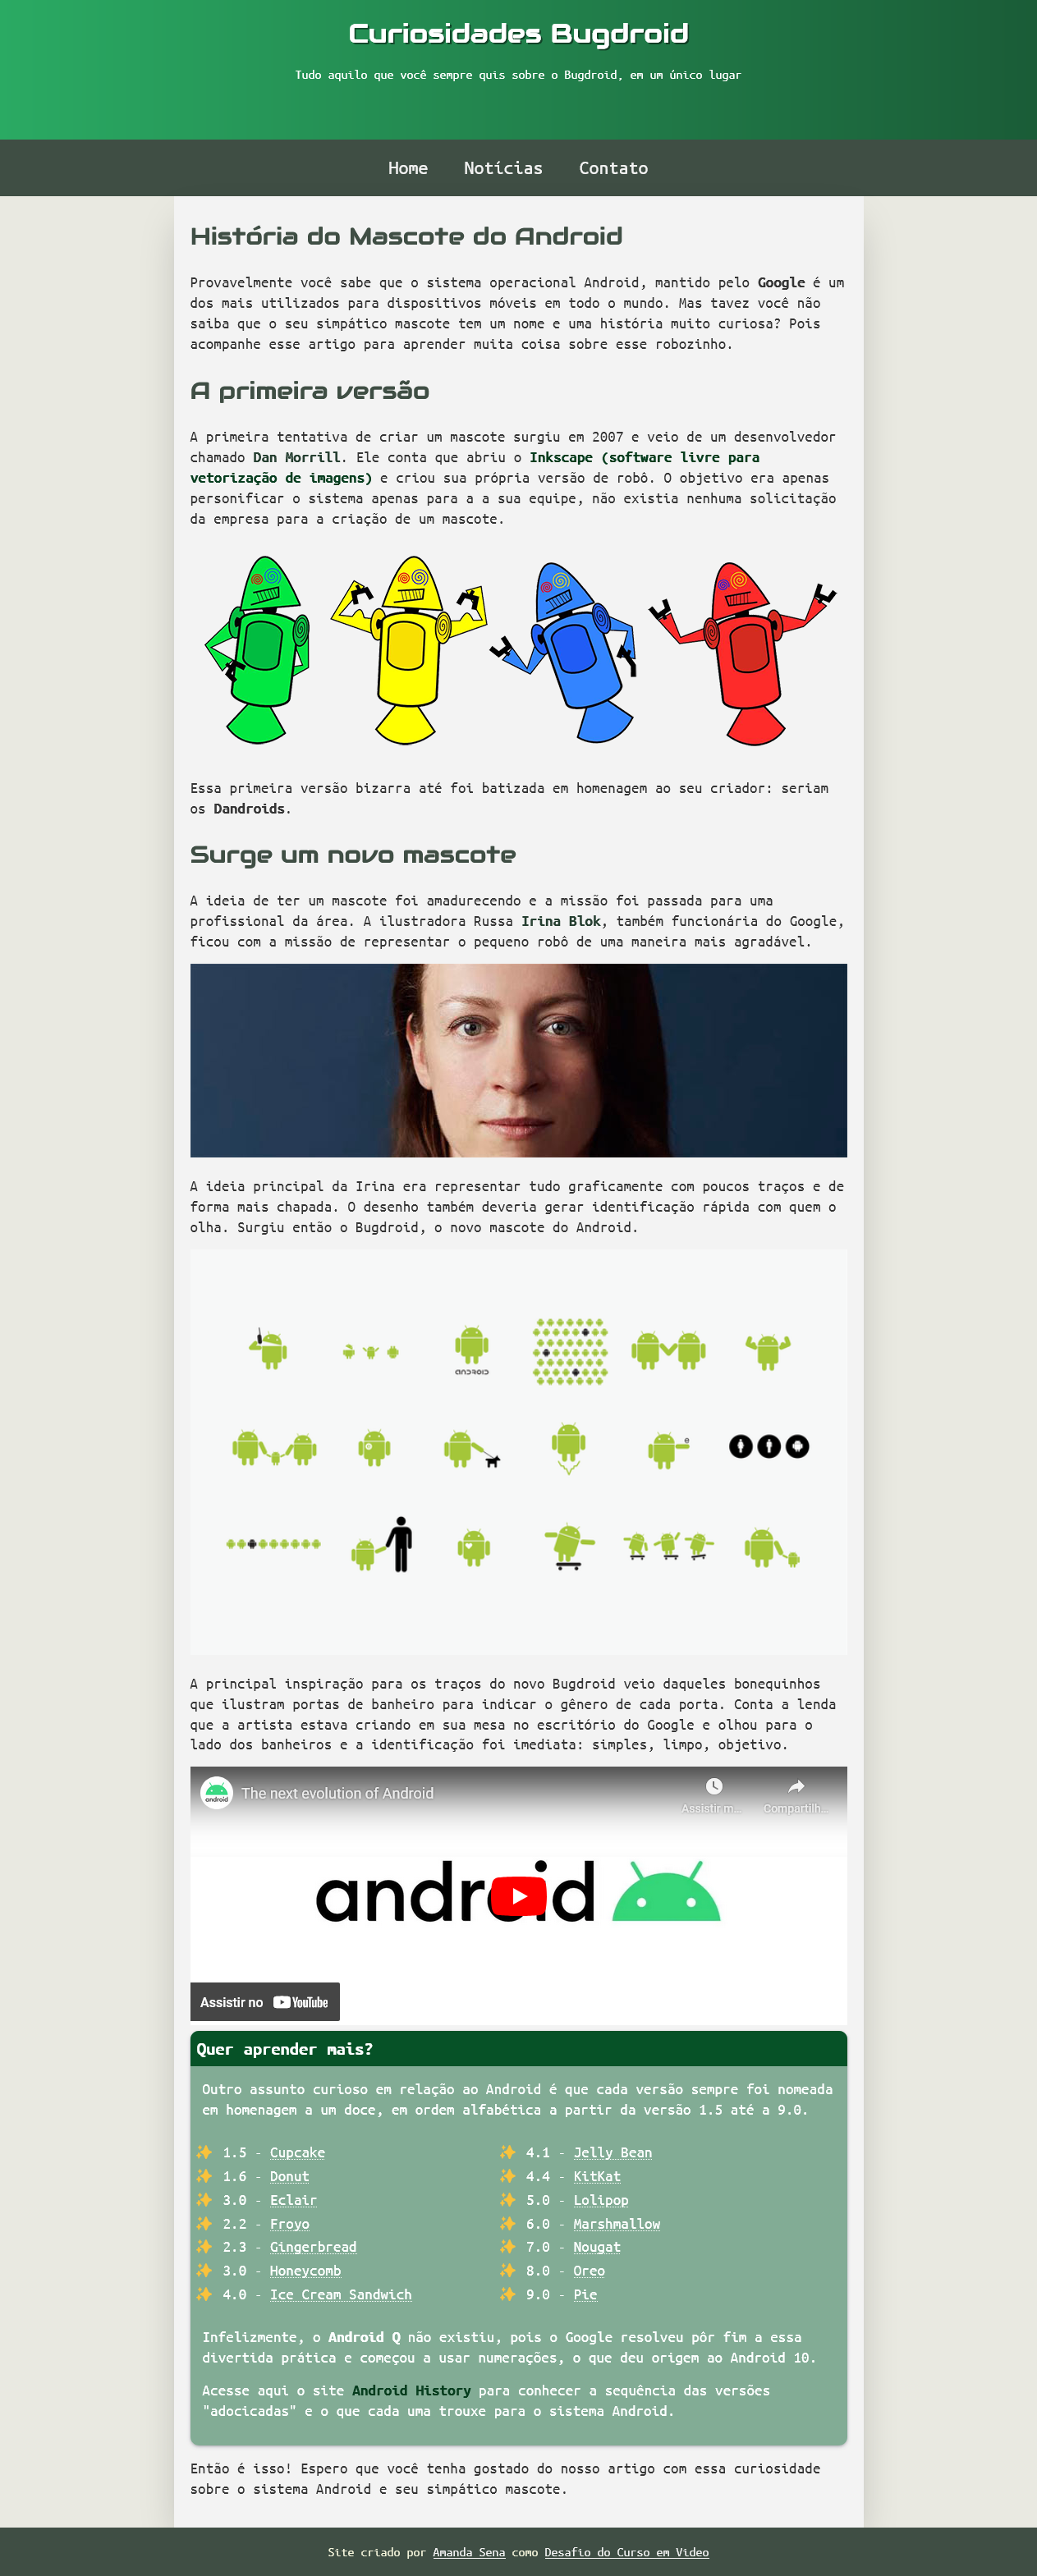 Curiosidades Bugdroid
Tudo aquilo que você sempre quis sobre o Bugdroid, em um único lugar
Home Notícias Contato
História do Mascote do Android
Provavelmente você sabe que o sistema operacional Android, mantido pelo Google é um
dos mais utilizados para dispositivos móveis em todo o mundo. Mas tavez você não
saiba que o seu simpático mascote tem um nome e uma história muito curiosa? Pois
acompanhe esse artigo para aprender muita coisa sobre esse robozinho.
A primeira versão
A primeira tentativa de criar um mascote surgiu em 2007 e veio de um desenvolvedor
chamado Dan Morrill. Ele conta que abriu o Inkscape (software livre para
vetorização de imagens) e criou sua própria versão de robô. O objetivo era apenas
personificar o sistema apenas para a a sua equipe, não existia nenhuma solicitação
da empresa para a criação de um mascote.
Essa primeira versão bizarra até foi batizada em homenagem ao seu criador: seriam
os Dandroids.
Surge um novo mascote
A ideia de ter um mascote foi amadurecendo e a missão foi passada para uma
profissional da área. A ilustradora Russa Irina Blok, também funcionária do Google,
ficou com a missão de representar o pequeno robô de uma maneira mais agradável.
A ideia principal da Irina era representar tudo graficamente com poucos traços e de
forma mais chapada. O desenho também deveria gerar identificação rápida com quem o
olha. Surgiu então o Bugdroid, o novo mascote do Android.
ANDROID
A principal inspiração para os traços do novo Bugdroid veio daqueles bonequinhos
que ilustram portas de banheiro para indicar o gênero de cada porta. Conta a lenda
que a artista estava criando em sua mesa no escritório do Google e olhou para o
lado dos banheiros e a identificação foi imediata: simples, limpo, objetivo.
android
The next evolution of Android
Assistir m... Compartilh...
android
Assistir no YouTube
Quer aprender mais?
Outro assunto curioso em relação ao Android é que cada versão sempre foi nomeada
em homenagem a um doce, em ordem alfabética a partir da versão 1.5 até a 9.0.
✨ 1.5 - Cupcake
✨ 1.6 - Donut
✨ 3.0 - Eclair
✨ 2.2 - Froyo
✨ 2.3 - Gingerbread
✨ 3.0 - Honeycomb
✨ 4.0 - Ice Cream Sandwich
✨ 4.1 - Jelly Bean
✨ 4.4 - KitKat
✨ 5.0 - Lolipop
✨ 6.0 - Marshmallow
✨ 7.0 - Nougat
✨ 8.0 - Oreo
✨ 9.0 - Pie
Infelizmente, o Android Q não existiu, pois o Google resolveu pôr fim a essa
divertida prática e começou a usar numerações, o que deu origem ao Android 10.
Acesse aqui o site Android History para conhecer a sequência das versões
"adocicadas" e o que cada uma trouxe para o sistema Android.
Então é isso! Espero que você tenha gostado do nosso artigo com essa curiosidade
sobre o sistema Android e seu simpático mascote.
Site criado por Amanda Sena como Desafio do Curso em Video